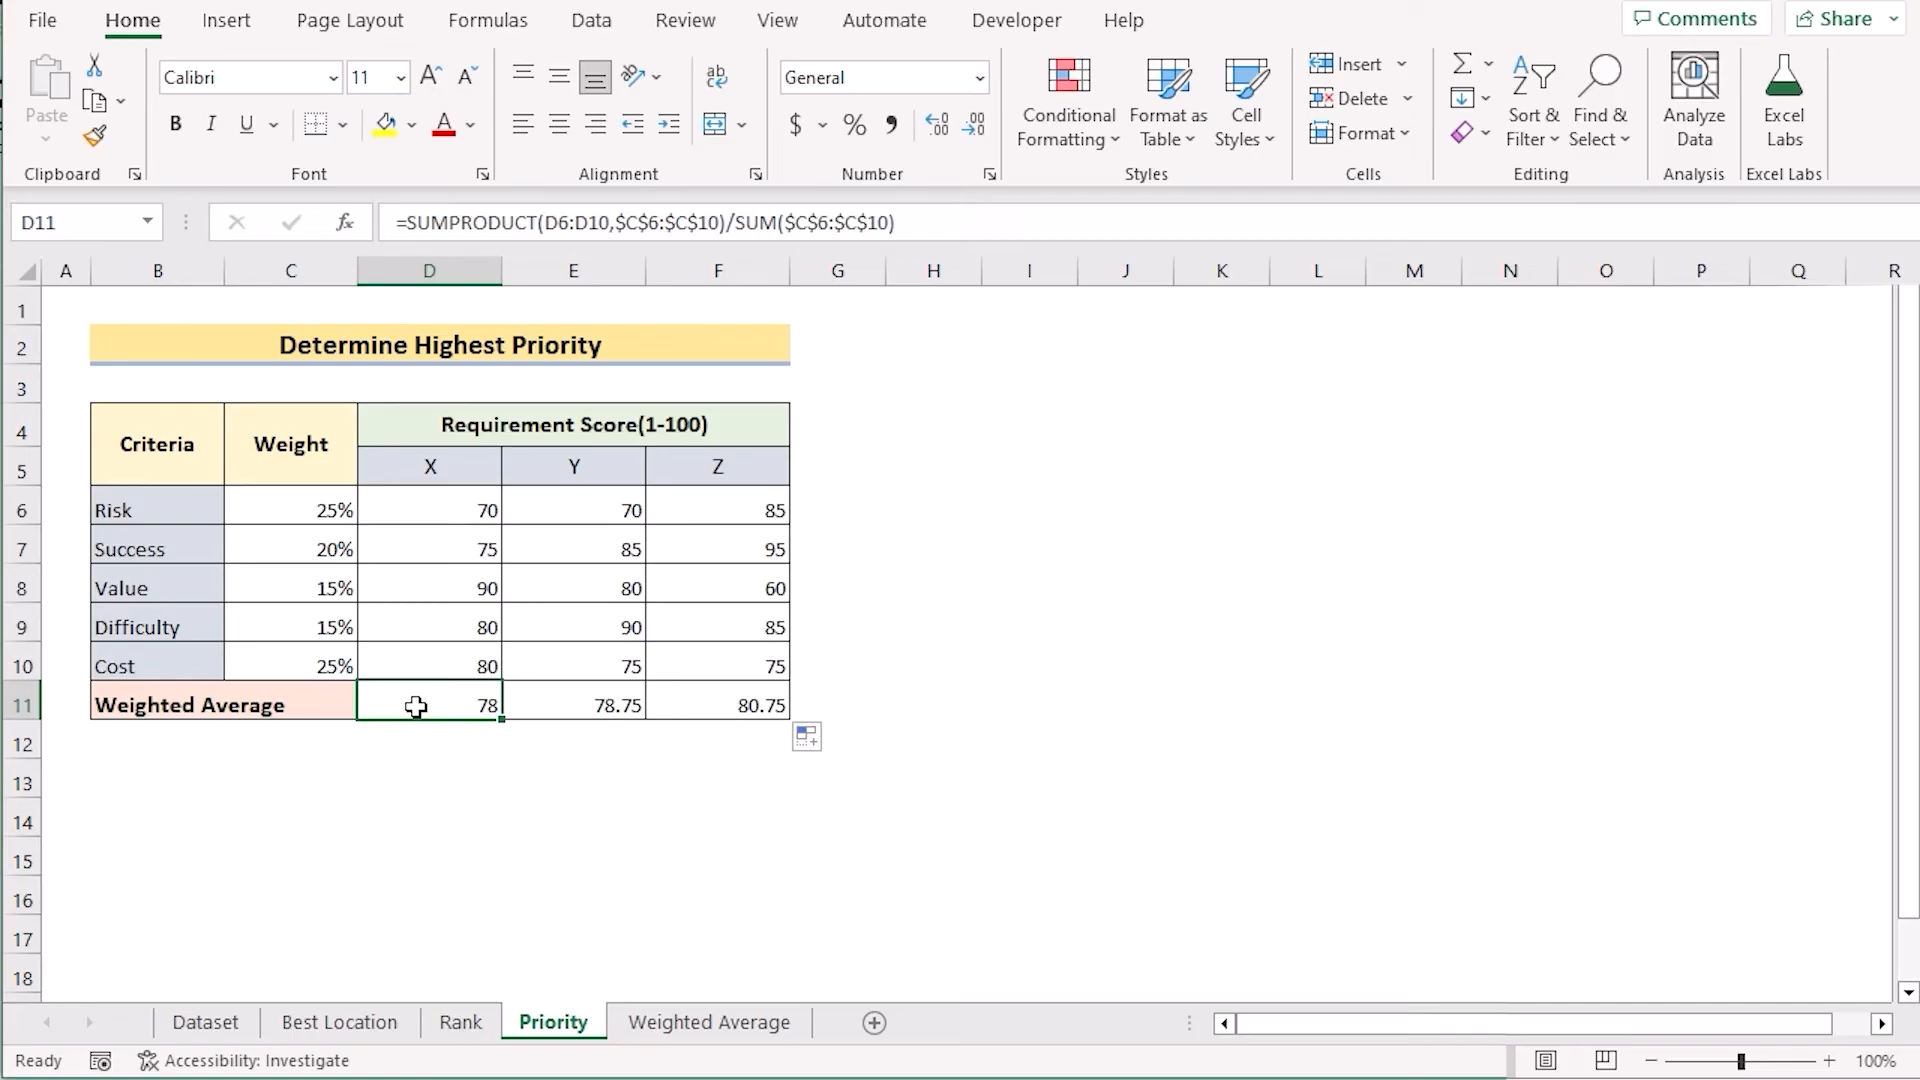 File Home Insert Page Layout Formulas Data Review View Automate Developer Help Comments Share
Calibri 11 General
Paste
B I U
$ % 9
Conditional Formatting
Format as Table
Cell Styles
Insert
Delete
Format
Sort & Filter
Find & Select
Analyze Data
Excel Labs
Clipboard Font Alignment Number Styles Cells Editing Analysis Excel Labs
D11 fx =SUMPRODUCT(D6:D10,$C$6:$C$10)/SUM($C$6:$C$10)
A B C D E F G H I J K L M N O P Q R
1
2 Determine Highest Priority
3
4 Criteria Weight Requirement Score(1-100)
5 X Y Z
6 Risk 25% 70 70 85
7 Success 20% 75 85 95
8 Value 15% 90 80 60
9 Difficulty 15% 80 90 85
10 Cost 25% 80 75 75
11 Weighted Average 78 78.75 80.75
12
13
14
15
16
17
18
Dataset Best Location Rank Priority Weighted Average
Ready Accessibility: Investigate 100%